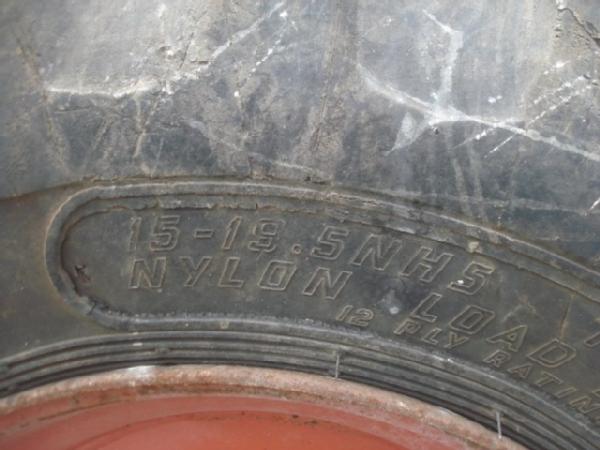 15-19.5NHS
NYLON LOAD
12 PLY RATIN